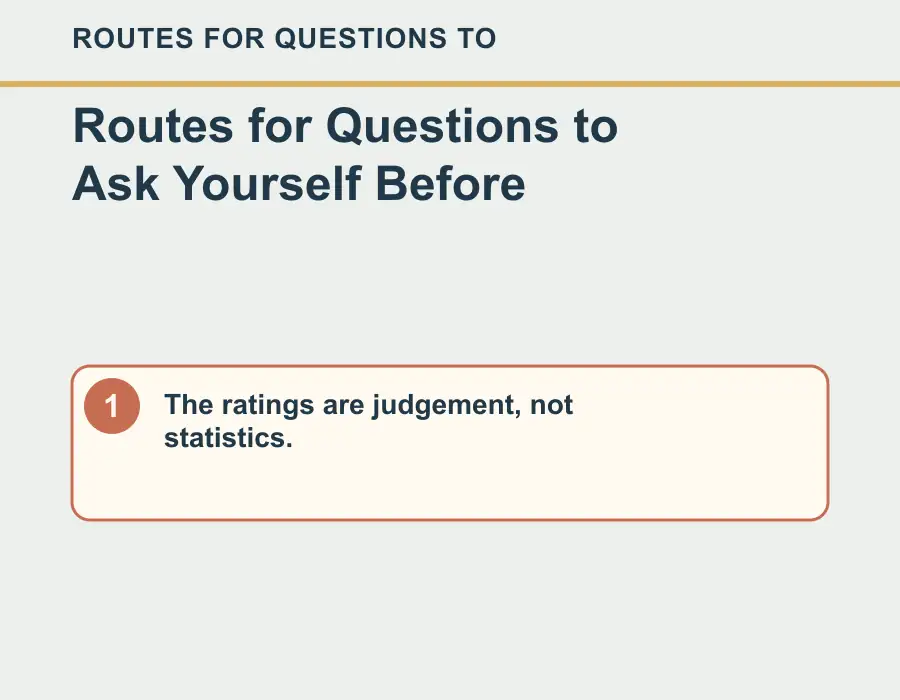 ROUTES FOR QUESTIONS TO
Routes for Questions to
Ask Yourself Before
1
The ratings are judgement, not
statistics.